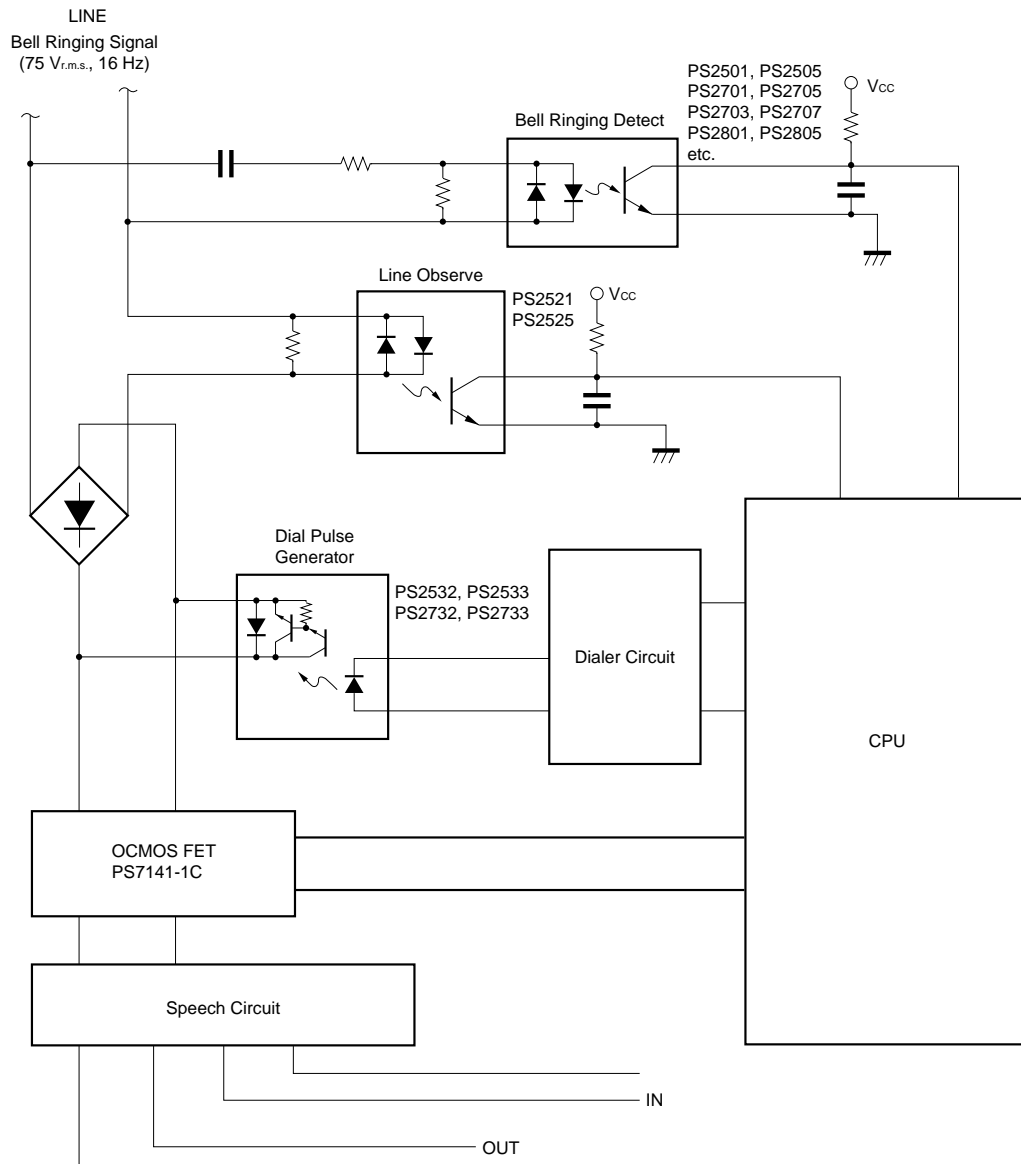 LINE
Bell Ringing Signal
(75 Vr.m.s., 16 Hz)
Bell Ringing Detect
PS2501, PS2505
PS2701, PS2705
PS2703, PS2707
PS2801, PS2805
etc.
VCC
Line Observe
PS2521
PS2525
VCC
Dial Pulse
Generator
PS2532, PS2533
PS2732, PS2733
Dialer Circuit
CPU
OCMOS FET
PS7141-1C
Speech Circuit
IN
OUT